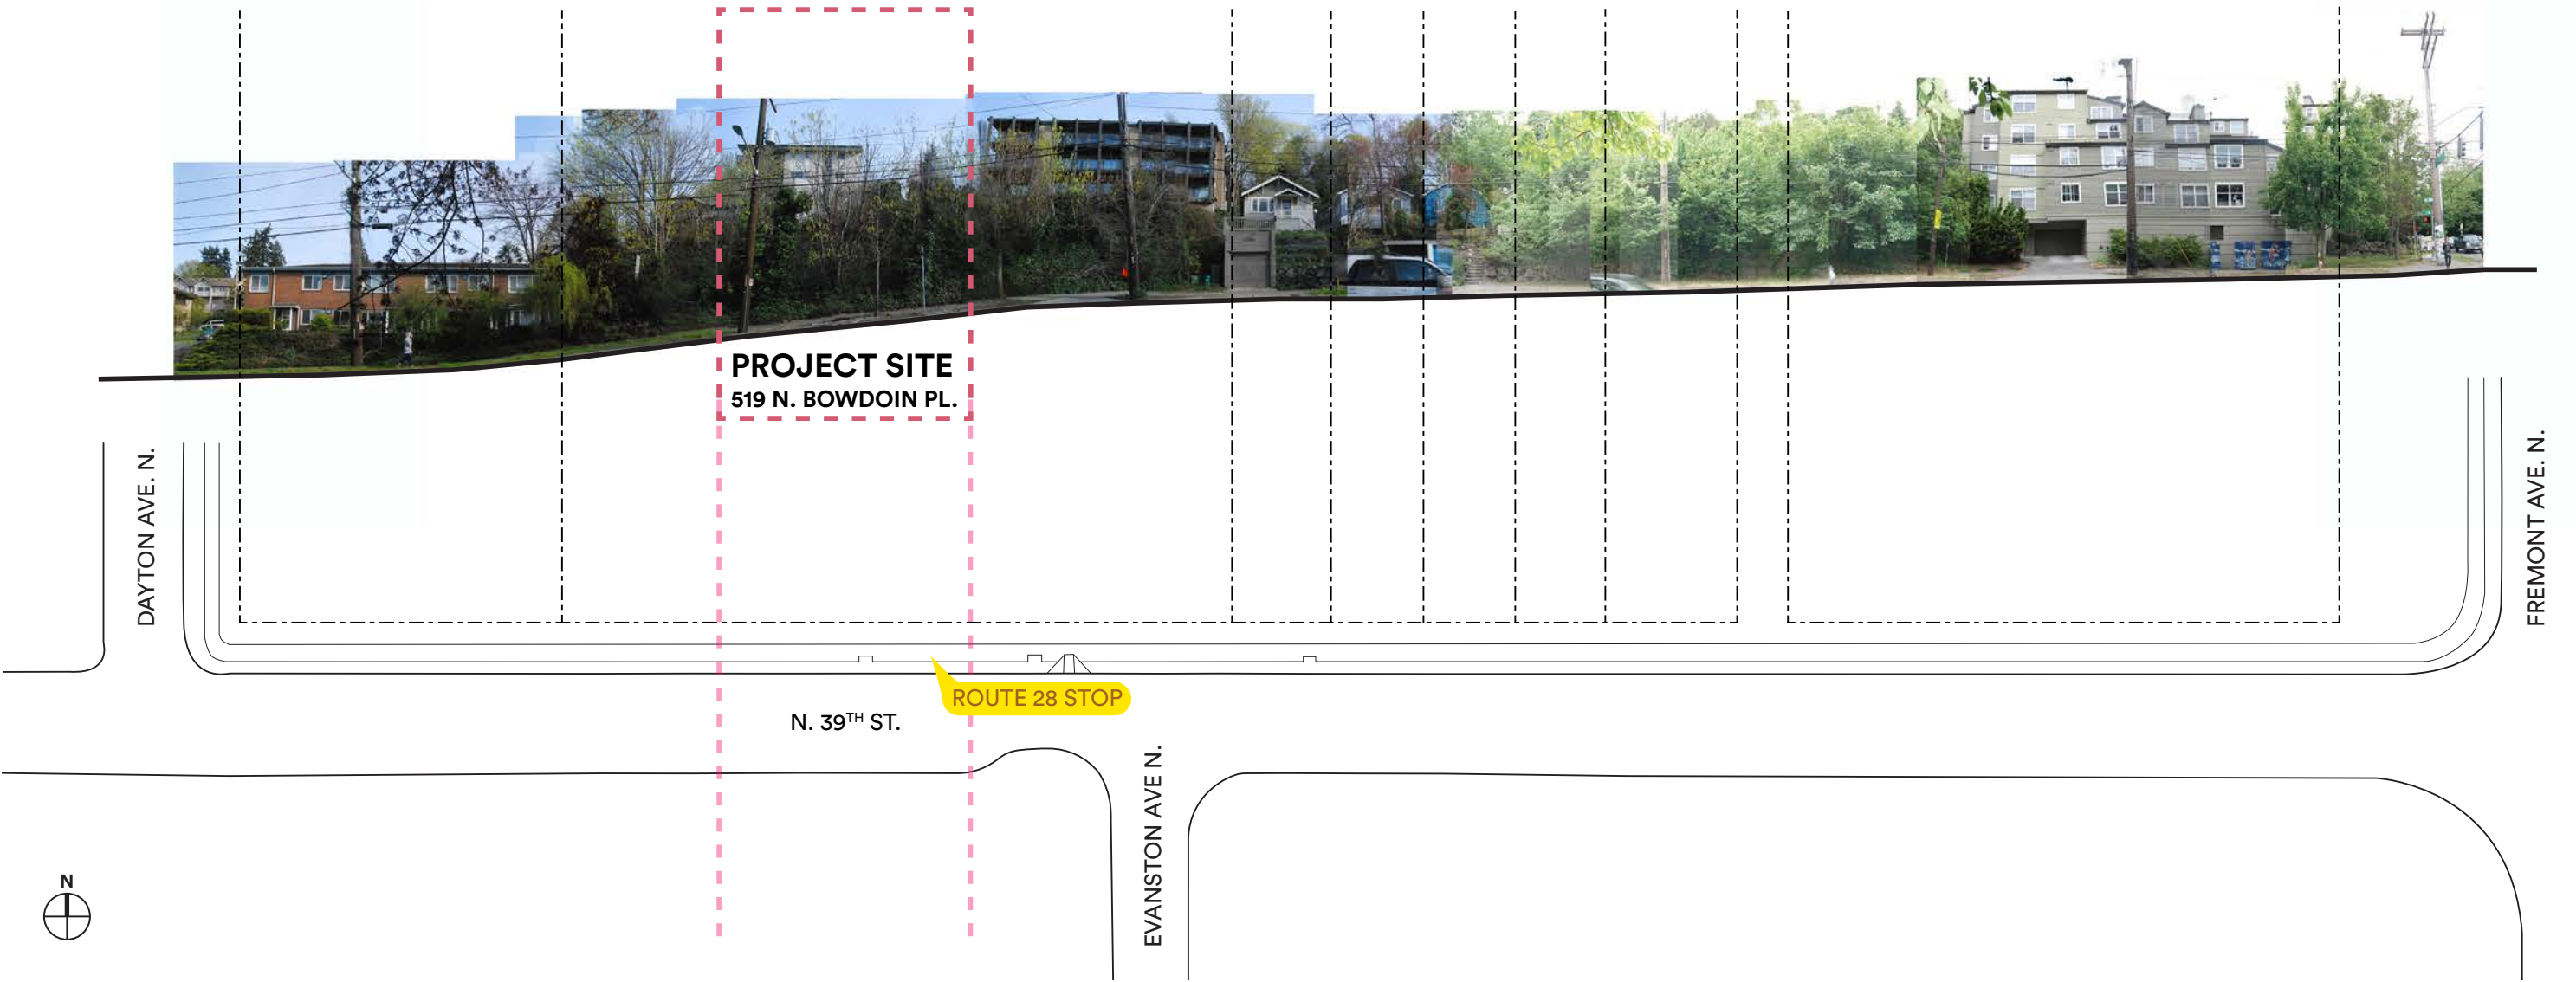 PROJECT SITE
519 N. BOWDOIN PL.
DAYTON AVE. N.
FREMONT AVE. N.
ROUTE 28 STOP
N. 39TH ST.
EVANSTON AVE N.
N